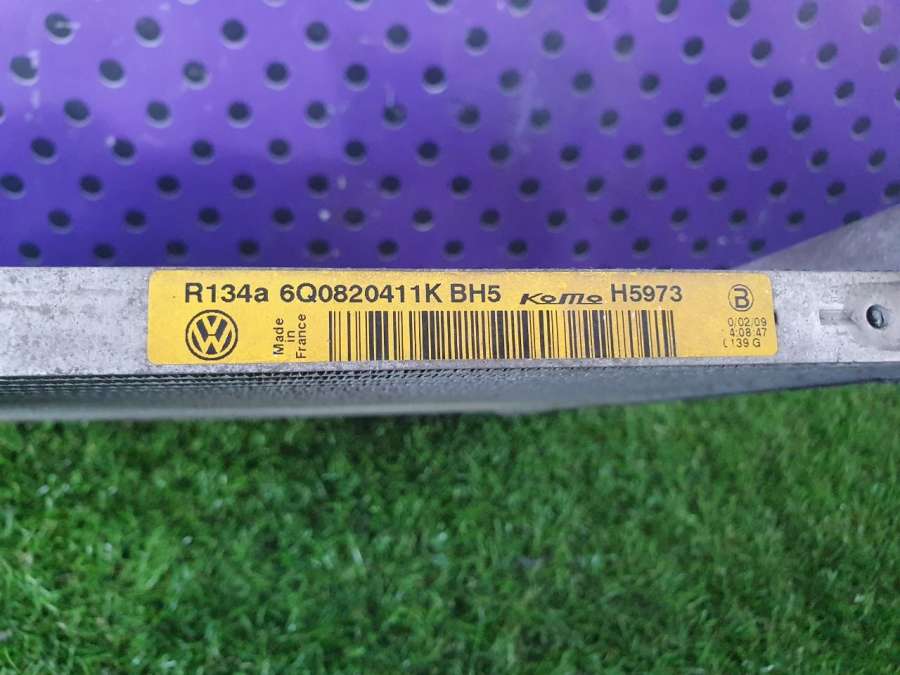 R134a 6Q0820411K BH5 KoMo H5973
Made in France
B
0/02/09
4:08:47
139 G